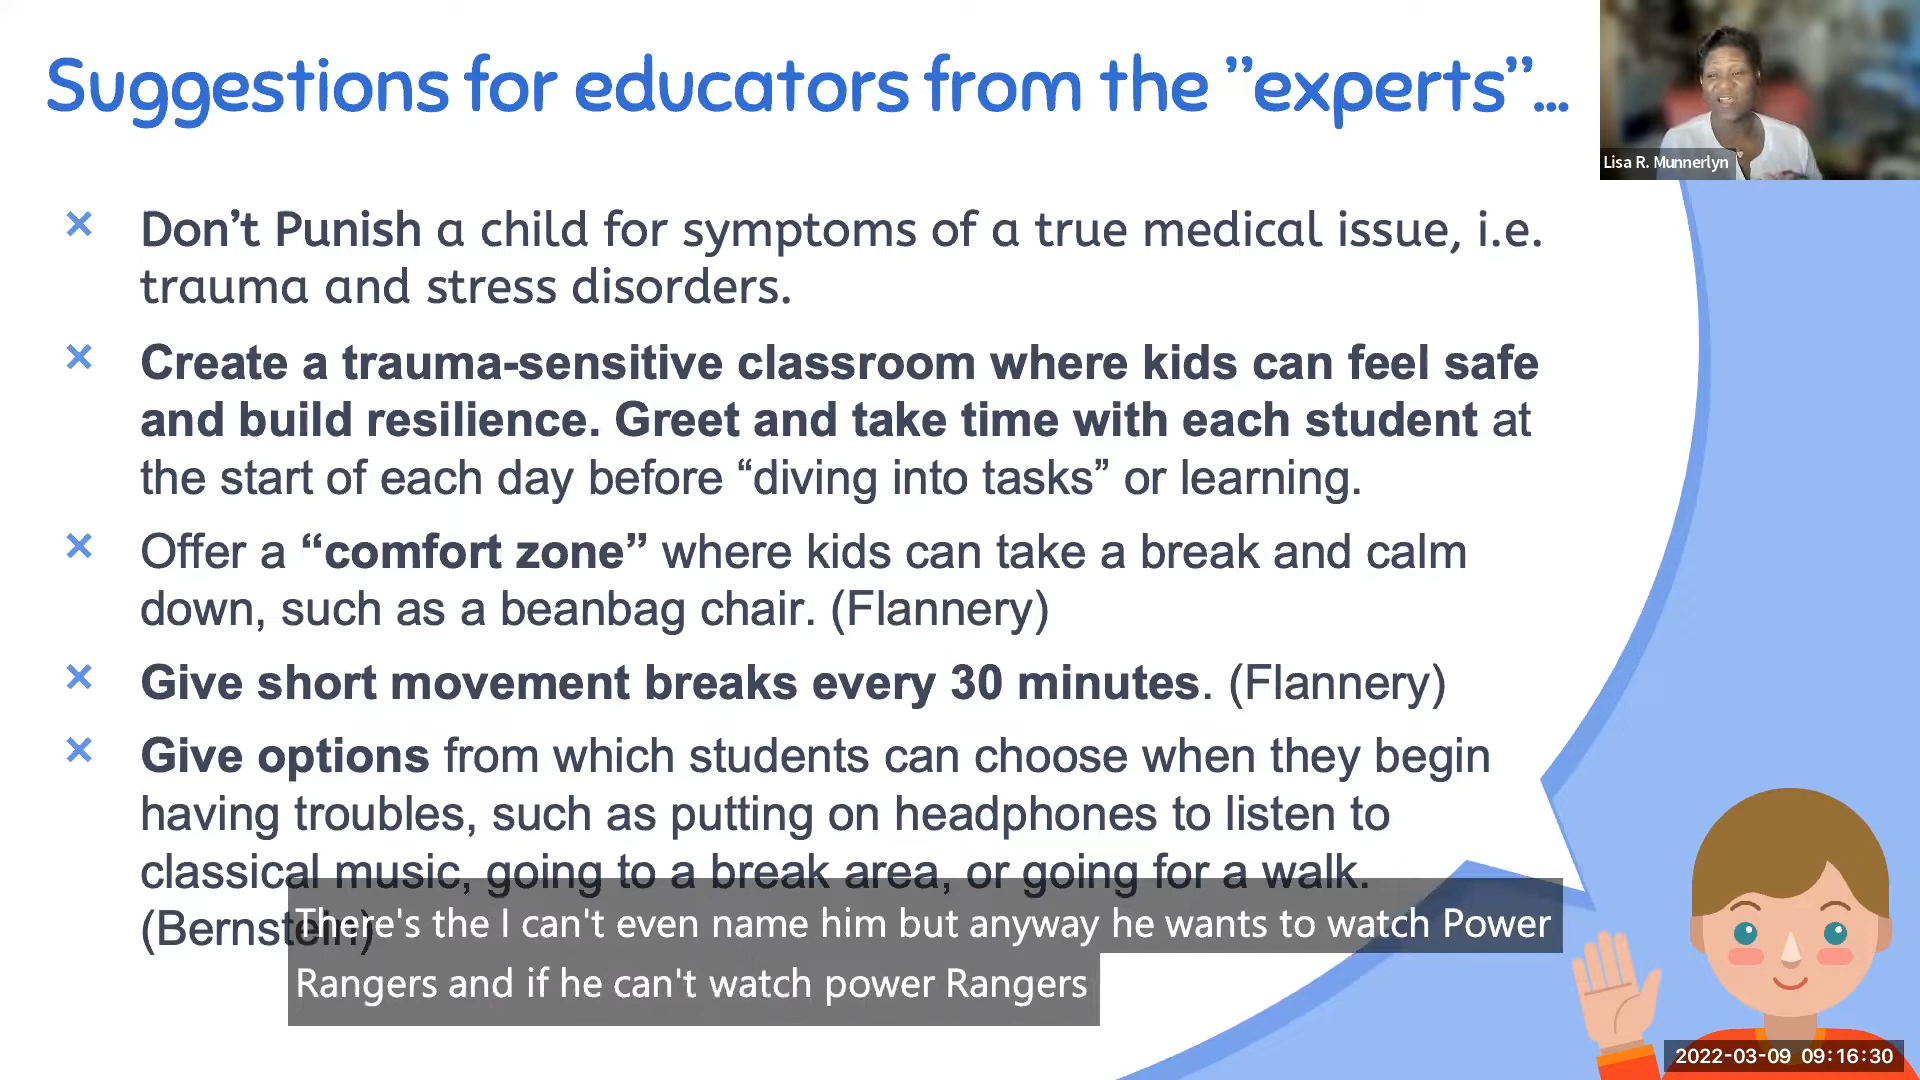 Suggestions for educators from the ”experts”...
Lisa R. Munnerlyn
× Don’t Punish a child for symptoms of a true medical issue, i.e.
trauma and stress disorders.
× Create a trauma-sensitive classroom where kids can feel safe
and build resilience. Greet and take time with each student at
the start of each day before “diving into tasks” or learning.
× Offer a “comfort zone” where kids can take a break and calm
down, such as a beanbag chair. (Flannery)
× Give short movement breaks every 30 minutes. (Flannery)
× Give options from which students can choose when they begin
having troubles, such as putting on headphones to listen to
classical music, going to a break area, or going for a walk.
(Bernstein)
There's the I can't even name him but anyway he wants to watch Power
Rangers and if he can't watch power Rangers
2022-03-09 09:16:30